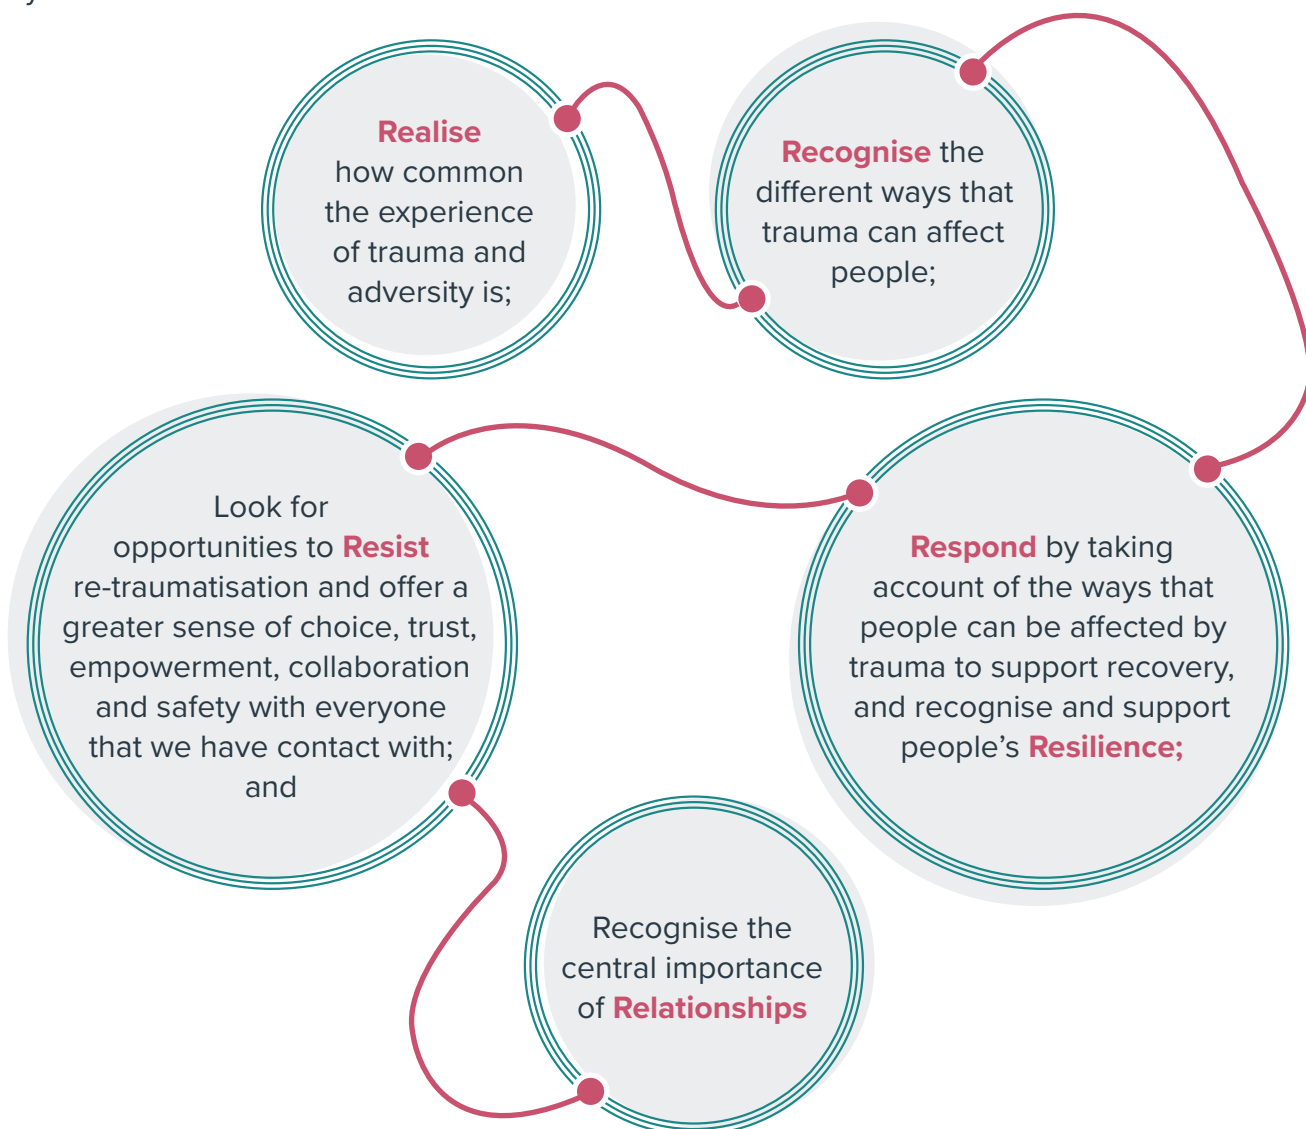 Realise
how common
the experience
of trauma and
adversity is;
Recognise the
different ways that
trauma can affect
people;
Respond by taking
account of the ways that
people can be affected by
trauma to support recovery,
and recognise and support
people’s Resilience;
Look for
opportunities to Resist
re-traumatisation and offer a
greater sense of choice, trust,
empowerment, collaboration
and safety with everyone
that we have contact with;
and
Recognise the
central importance
of Relationships